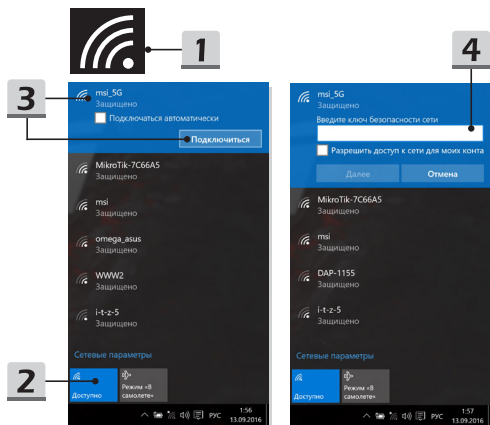 1
3
msi_5G
Защищено
Подключаться автоматически
Подключиться
MikroTik-7C66A5
Защищено
msi
Защищено
omega_asus
Защищено
WWW2
Защищено
i-t-z-5
Защищено
Сетевые параметры
2
Доступно
Режим «В
самолете»
РУС
1:56
13.09.2016
4
msi_5G
Защищено
Введите ключ безопасности сети
Разрешить доступ к сети для моих конта
Далее
Отмена
MikroTik-7C66A5
Защищено
msi
Защищено
DAP-1155
Защищено
i-t-z-5
Защищено
Сетевые параметры
Доступно
Режим «В
самолете»
РУС
1:57
13.09.2016